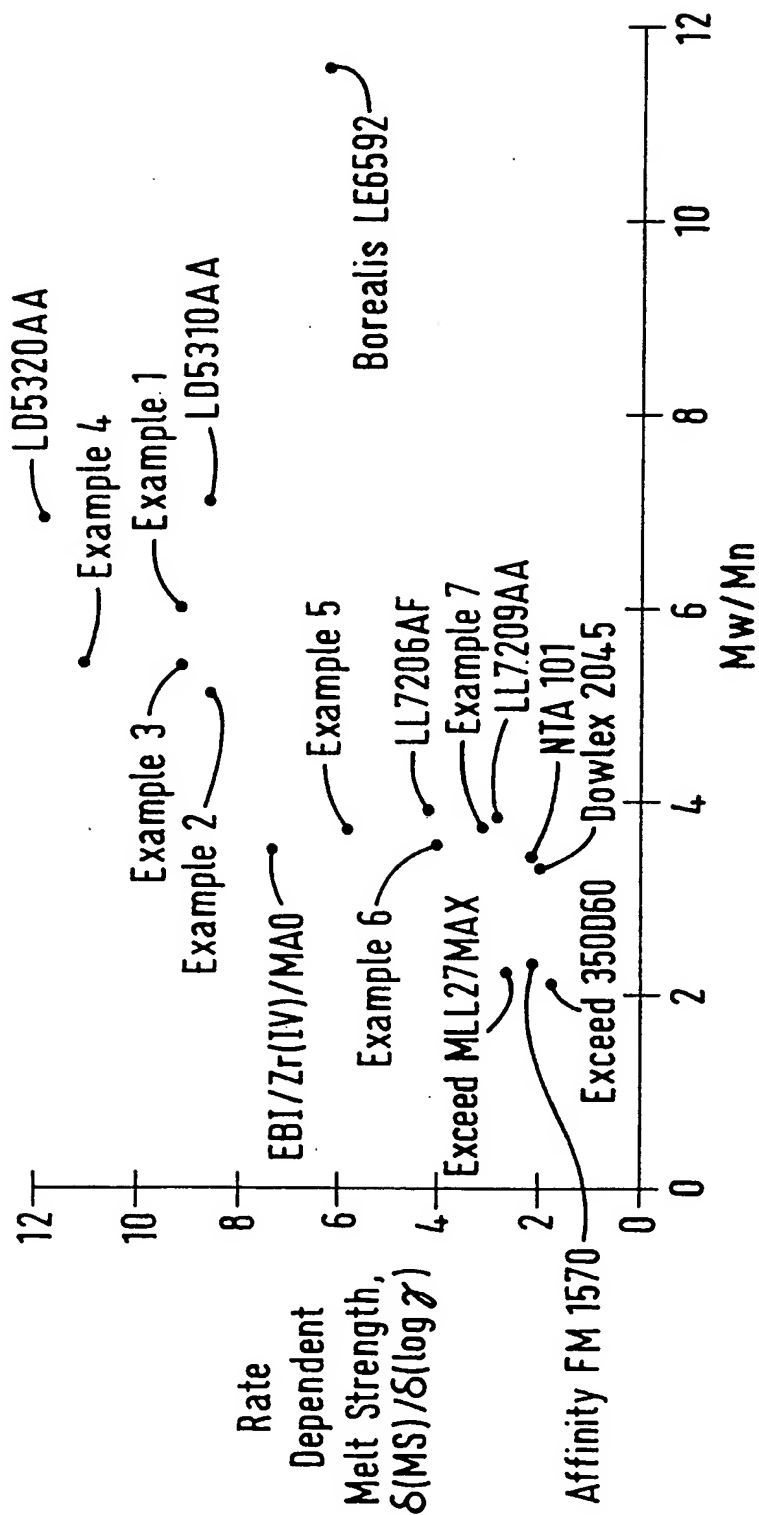 Rate
Dependent
Melt Strength,
δ(MS)/δ(log γ̇)
12
10
8
6
4
2
0
LD5320AA
Example 4
Example 1
LD5310AA
Example 3
Example 2
EBI/Zr(IV)/MAO
Example 5
Borealis LE6592
Example 6
LL7206AF
Example 7
LL7209AA
Exceed MLL27MAX
NTA 101
Dowlex 2045
Exceed 350D60
Affinity FM 1570
0
2
4
6
8
10
12
Mw/Mn